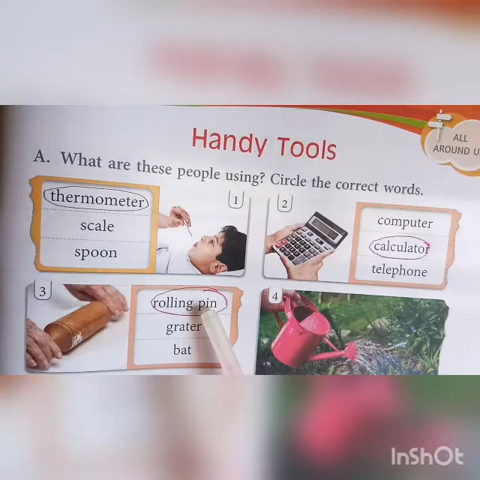 Handy Tools
ALL
AROUND U
A. What are these people using? Circle the correct words.
thermometer
scale
spoon
1
2
computer
calculator
telephone
3
rolling pin
grater
bat
4
InShOt